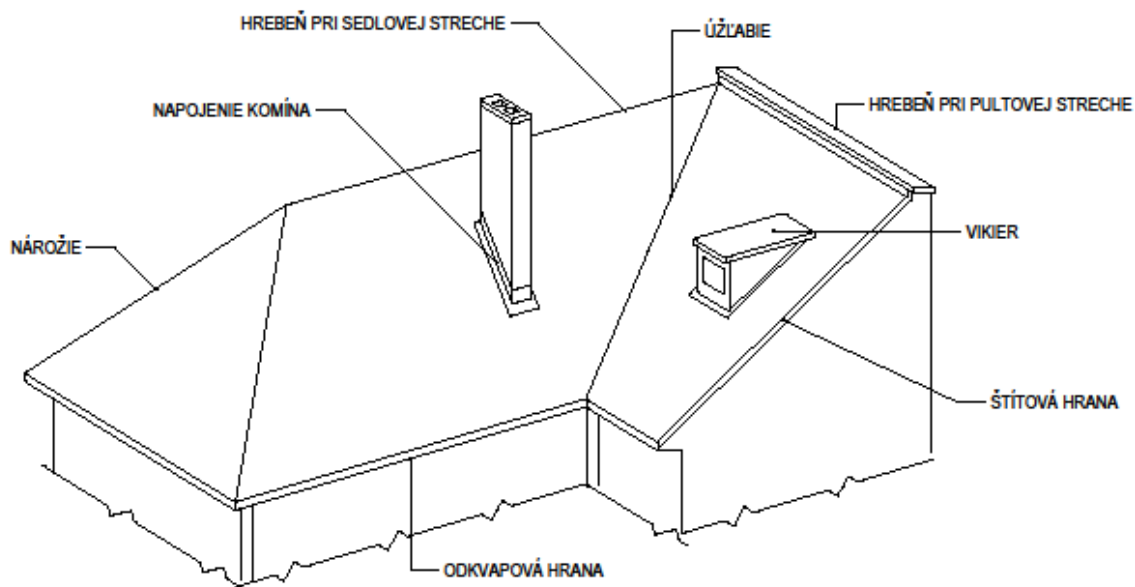 HREBEŇ PRI SEDLOVEJ STRECHE
ÚŽĽABIE
NAPOJENIE KOMÍNA
HREBEŇ PRI PULTOVEJ STRECHE
NÁROŽIE
VIKIER
ŠTÍTOVÁ HRANA
ODKVAPOVÁ HRANA